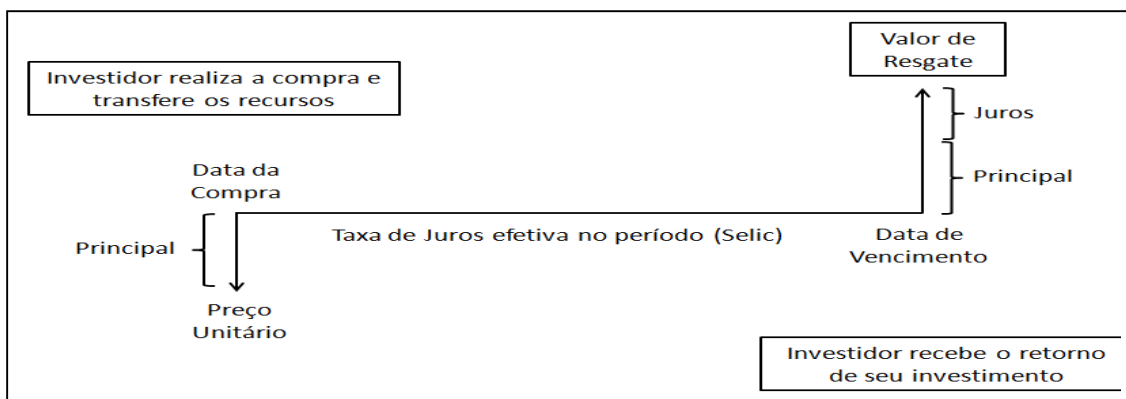 Investidor realiza a compra e
transfere os recursos
Valor de
Resgate
Juros
Principal
Data da
Compra
Principal
Taxa de Juros efetiva no período (Selic)
Data de
Vencimento
Preço
Unitário
Investidor recebe o retorno
de seu investimento